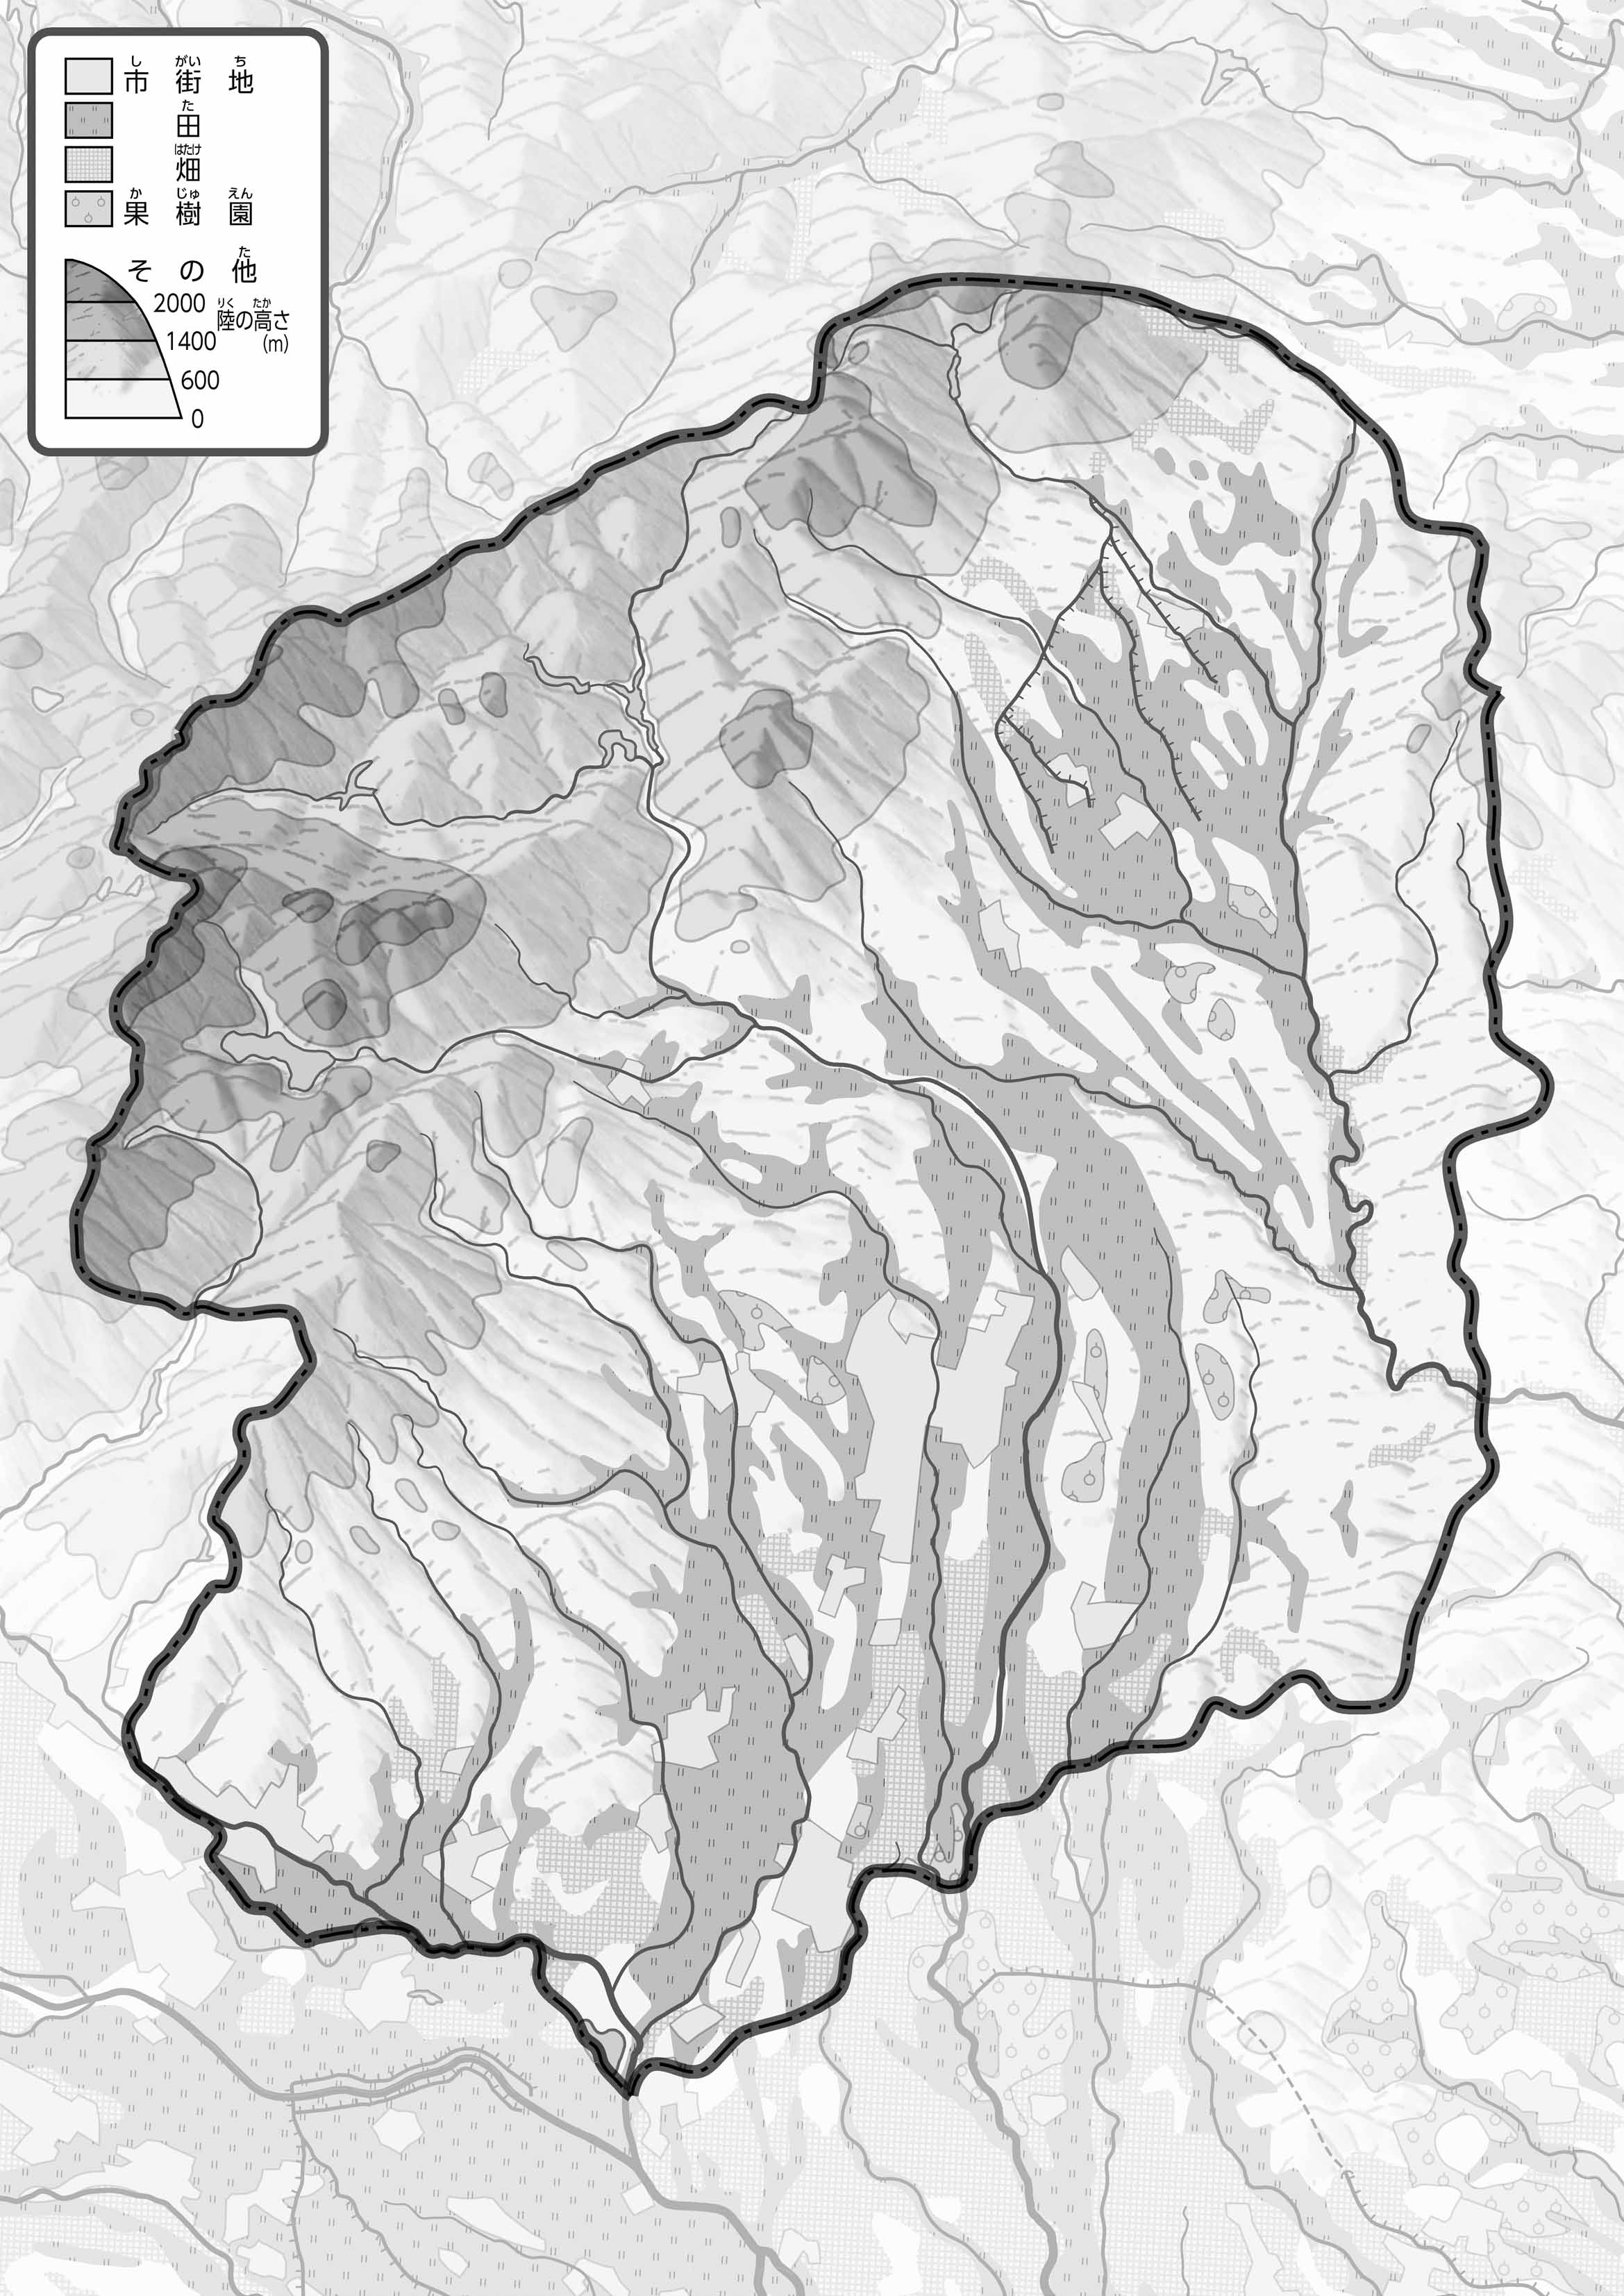 市街地
田
畑
果樹園
その他
2000
1400
600
0
陸の高さ
(m)
し がい ち
た
はたけ
か じゅ えん
た
りく たか